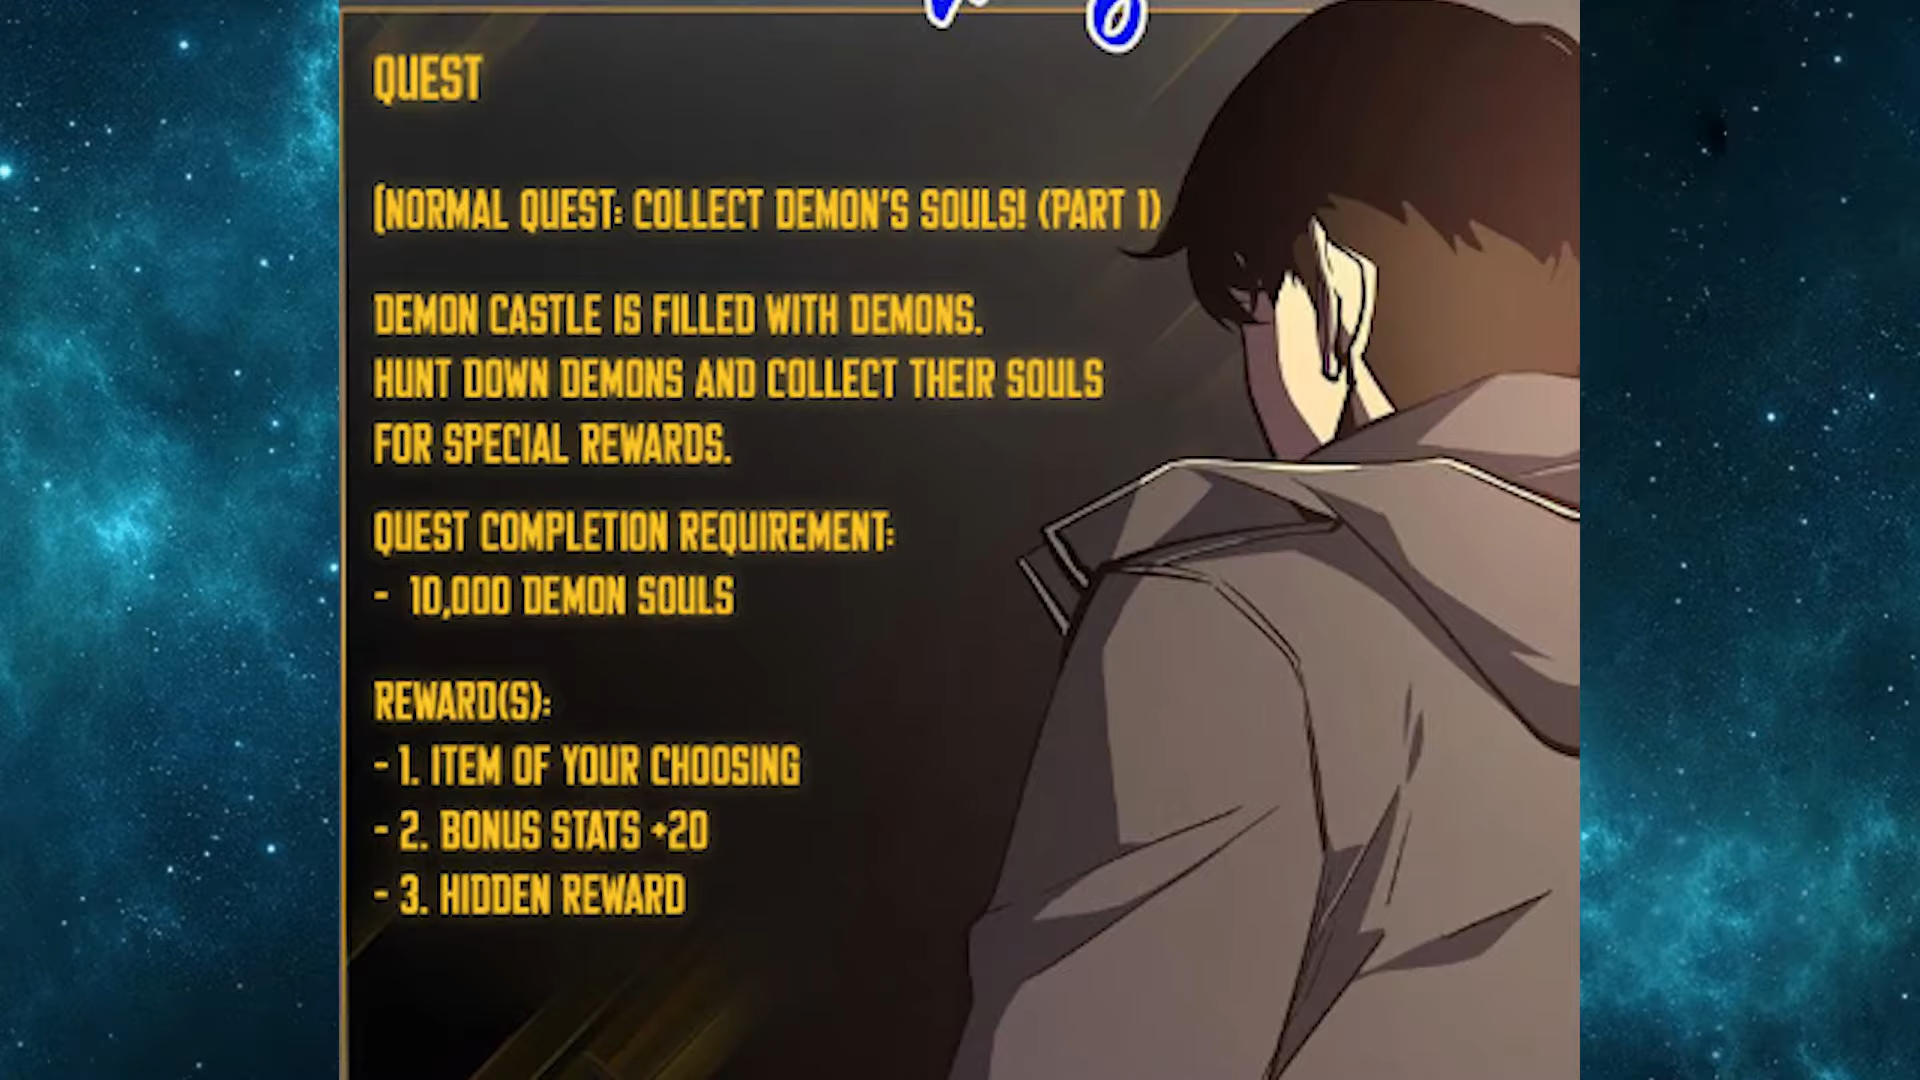 QUEST
(NORMAL QUEST: COLLECT DEMON'S SOULS! (PART 1)
DEMON CASTLE IS FILLED WITH DEMONS.
HUNT DOWN DEMONS AND COLLECT THEIR SOULS
FOR SPECIAL REWARDS.
QUEST COMPLETION REQUIREMENT:
- 10,000 DEMON SOULS
REWARD(S):
- 1. ITEM OF YOUR CHOOSING
- 2. BONUS STATS +20
- 3. HIDDEN REWARD